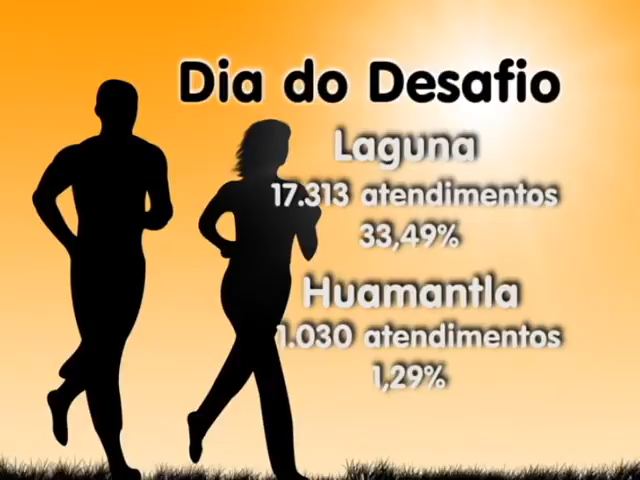 Dia do Desafio
Laguna
17.313 atendimentos
33,49%
Huamantla
1.030 atendimentos
1,29%